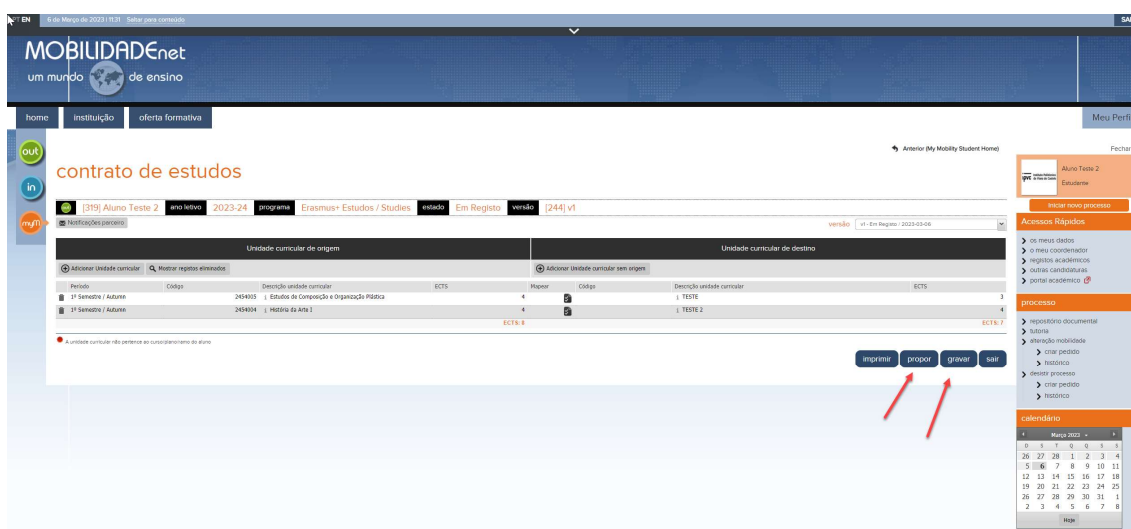 PT EN 6 de Março de 2023 | 11:31 Saltar para conteúdo SAI
MOBILIDADEnet
um mundo de ensino
home instituição oferta formativa Meu Perfi
out
in
myM
Anterior (My Mobility Student Home) Fechar
contrato de estudos
out [319] Aluno Teste 2 ano letivo 2023-24 programa Erasmus+ Estudos / Studies estado Em Registo versão [244] v1
Notificações parceiro versão v1 - Em Registo / 2023-03-06
Unidade curricular de origem Unidade curricular de destino
Adicionar Unidade curricular Mostrar registos eliminados Adicionar Unidade curricular sem origem
Período Código Descrição unidade curricular ECTS Mapear Código Descrição unidade curricular ECTS
1º Semestre / Autumn 2454005 Estudos de Composição e Organização Plástica 4 TESTE 3
1º Semestre / Autumn 2454004 História da Arte I 4 TESTE 2 4
ECTS: 8 ECTS: 7
A unidade curricular não pertence ao curso/plano/ramo do aluno
imprimir propor gravar sair
ipvc
Aluno Teste 2
Estudante
Iniciar novo processo
Acessos Rápidos
os meus dados
o meu coordenador
registos académicos
outras candidaturas
portal académico
processo
repositório documental
tutoria
alteração mobilidade
criar pedido
histórico
desistir processo
criar pedido
histórico
calendário
Março 2023
D S T Q Q S S
26 27 28 1 2 3 4
5 6 7 8 9 10 11
12 13 14 15 16 17 18
19 20 21 22 23 24 25
26 27 28 29 30 31 1
2 3 4 5 6 7 8
Hoje